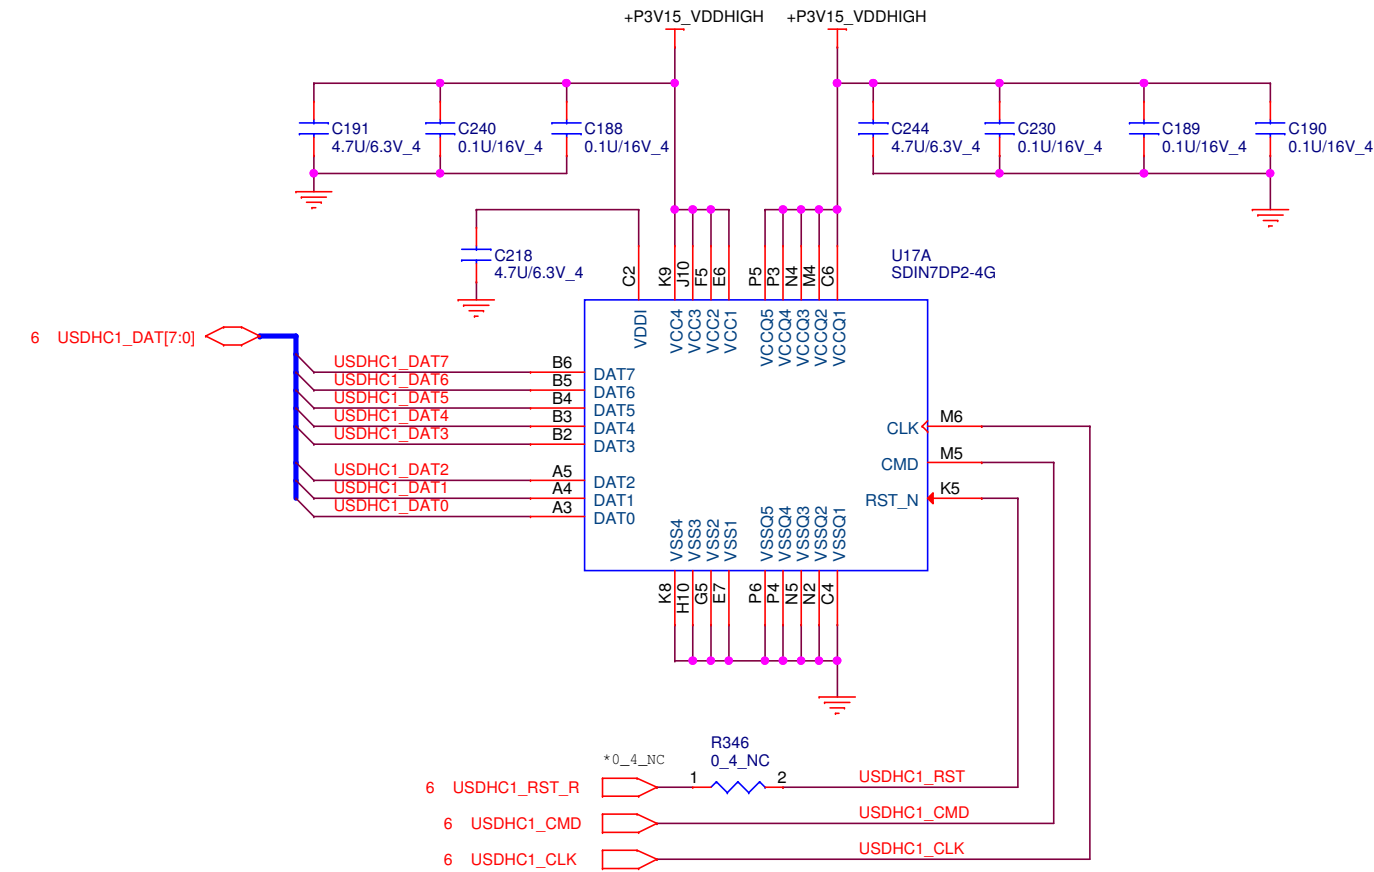 +P3V15_VDDHIGH
+P3V15_VDDHIGH
C191
4.7U/6.3V_4
C240
0.1U/16V_4
C188
0.1U/16V_4
C244
4.7U/6.3V_4
C230
0.1U/16V_4
C189
0.1U/16V_4
C190
0.1U/16V_4
C218
4.7U/6.3V_4
U17A
SDIN7DP2-4G
C2
K9
J10
F5
E6
P5
P3
N4
M4
C6
VDDI
VCC4
VCC3
VCC2
VCC1
VCCQ5
VCCQ4
VCCQ3
VCCQ2
VCCQ1
6 USDHC1_DAT[7:0]
USDHC1_DAT7 B6 DAT7
USDHC1_DAT6 B5 DAT6
USDHC1_DAT5 B4 DAT5
USDHC1_DAT4 B3 DAT4
USDHC1_DAT3 B2 DAT3
USDHC1_DAT2 A5 DAT2
USDHC1_DAT1 A4 DAT1
USDHC1_DAT0 A3 DAT0
CLK M6
CMD M5
RST_N K5
VSS4
VSS3
VSS2
VSS1
VSSQ5
VSSQ4
VSSQ3
VSSQ2
VSSQ1
K8
H10
G5
E7
P6
P4
N5
N2
C4
R346
0_4_NC
*0_4_NC
6 USDHC1_RST_R 1 2 USDHC1_RST
6 USDHC1_CMD USDHC1_CMD
6 USDHC1_CLK USDHC1_CLK